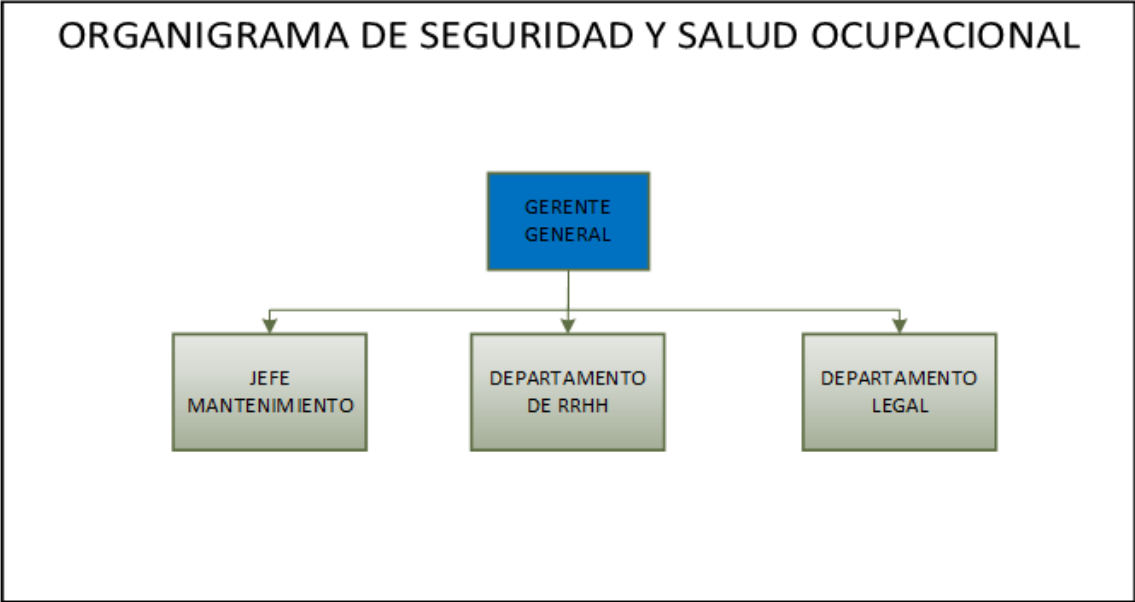 ORGANIGRAMA DE SEGURIDAD Y SALUD OCUPACIONAL
GERENTE
GENERAL
JEFE
MANTENIMIENTO
DEPARTAMENTO
DE RRHH
DEPARTAMENTO
LEGAL